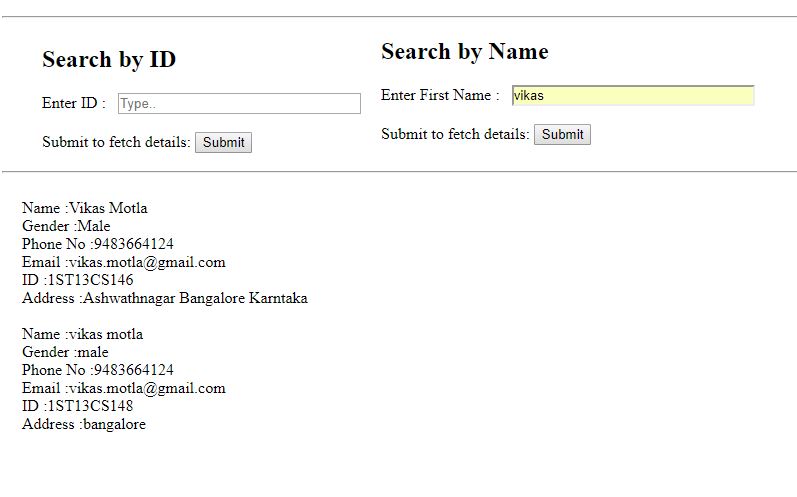 Search by ID
Enter ID : Type..
Submit to fetch details: Submit
Search by Name
Enter First Name : vikas
Submit to fetch details: Submit
Name :Vikas Motla
Gender :Male
Phone No :9483664124
Email :vikas.motla@gmail.com
ID :1ST13CS146
Address :Ashwathnagar Bangalore Karntaka
Name :vikas motla
Gender :male
Phone No :9483664124
Email :vikas.motla@gmail.com
ID :1ST13CS148
Address :bangalore